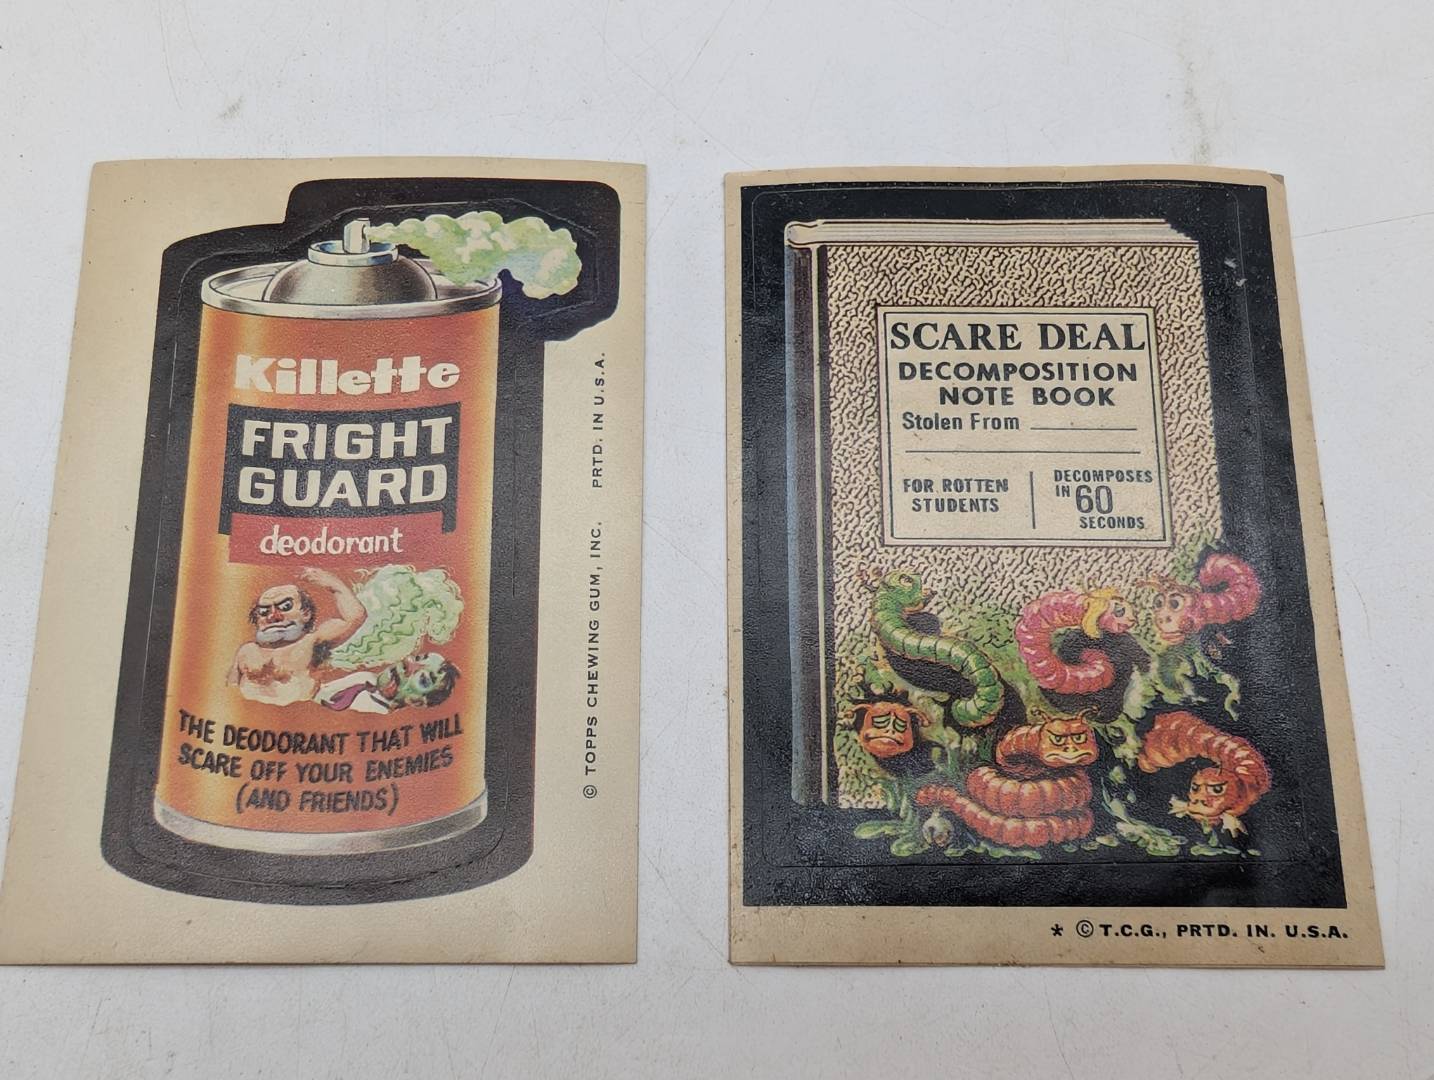 Killette
FRIGHT
GUARD
deodorant
THE DEODORANT THAT WILL
SCARE OFF YOUR ENEMIES
(AND FRIENDS)
© TOPPS CHEWING GUM, INC. PRTD. IN U.S.A.
SCARE DEAL
DECOMPOSITION
NOTE BOOK
Stolen From
FOR ROTTEN
STUDENTS
DECOMPOSES
IN 60
SECONDS
* © T.C.G., PRTD. IN. U.S.A.